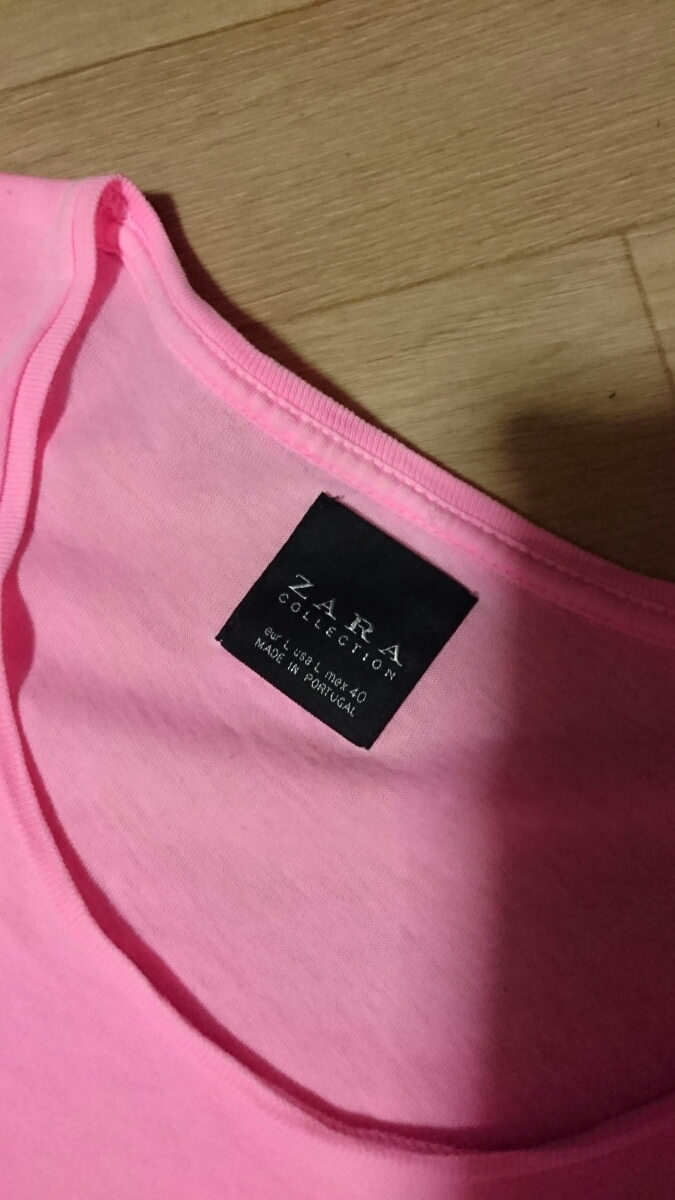 ZARA
COLLECTION
eur L usa L mex 40
MADE IN PORTUGAL